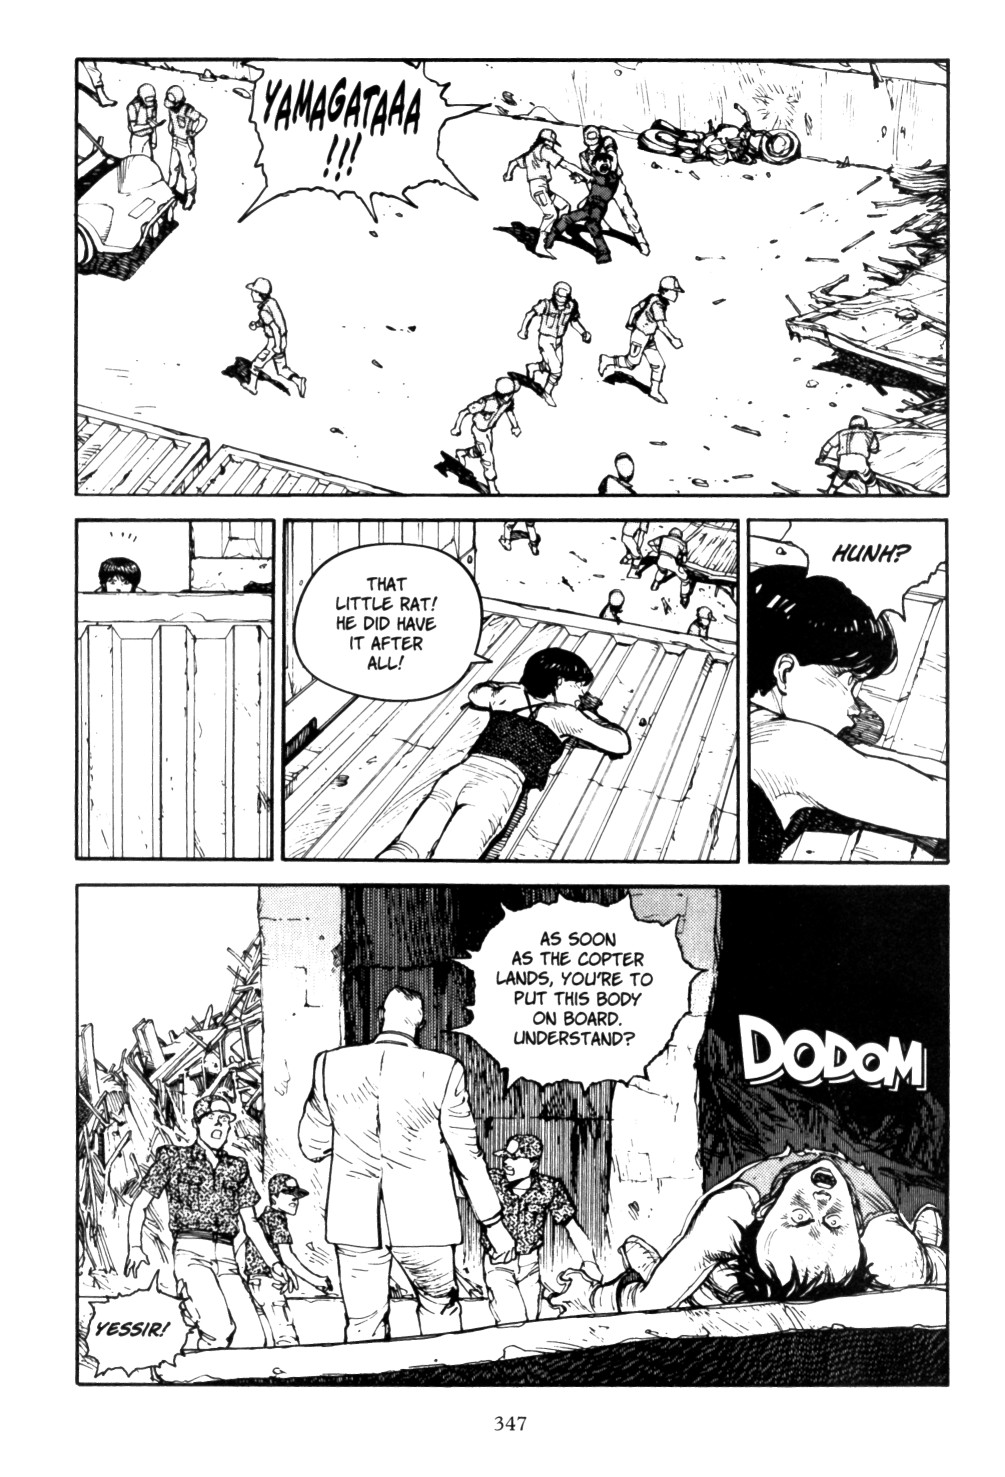 YAMAGATAAA
!!!
THAT
LITTLE RAT!
HE DID HAVE
IT AFTER
ALL!
HUNH?
AS SOON
AS THE COPTER
LANDS, YOU'RE TO
PUT THIS BODY
ON BOARD.
UNDERSTAND?
DODOM
YESSIR!
347